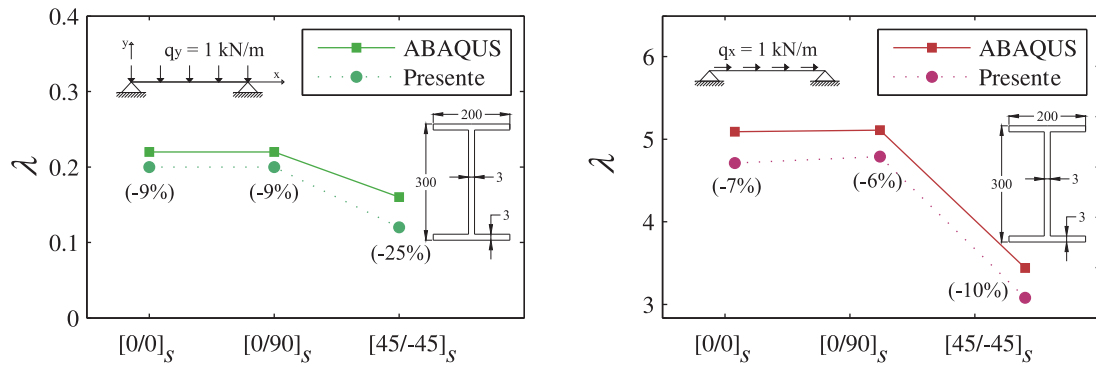 0.4
0.3
0.2
0.1
0
λ
y
q_y = 1 kN/m
x
ABAQUS
Presente
200
300
3
3
(-9%)
(-9%)
(-25%)
[0/0]_s
[0/90]_s
[45/-45]_s
6
5
4
3
λ
q_x = 1 kN/m
ABAQUS
Presente
200
300
3
3
(-7%)
(-6%)
(-10%)
[0/0]_s
[0/90]_s
[45/-45]_s